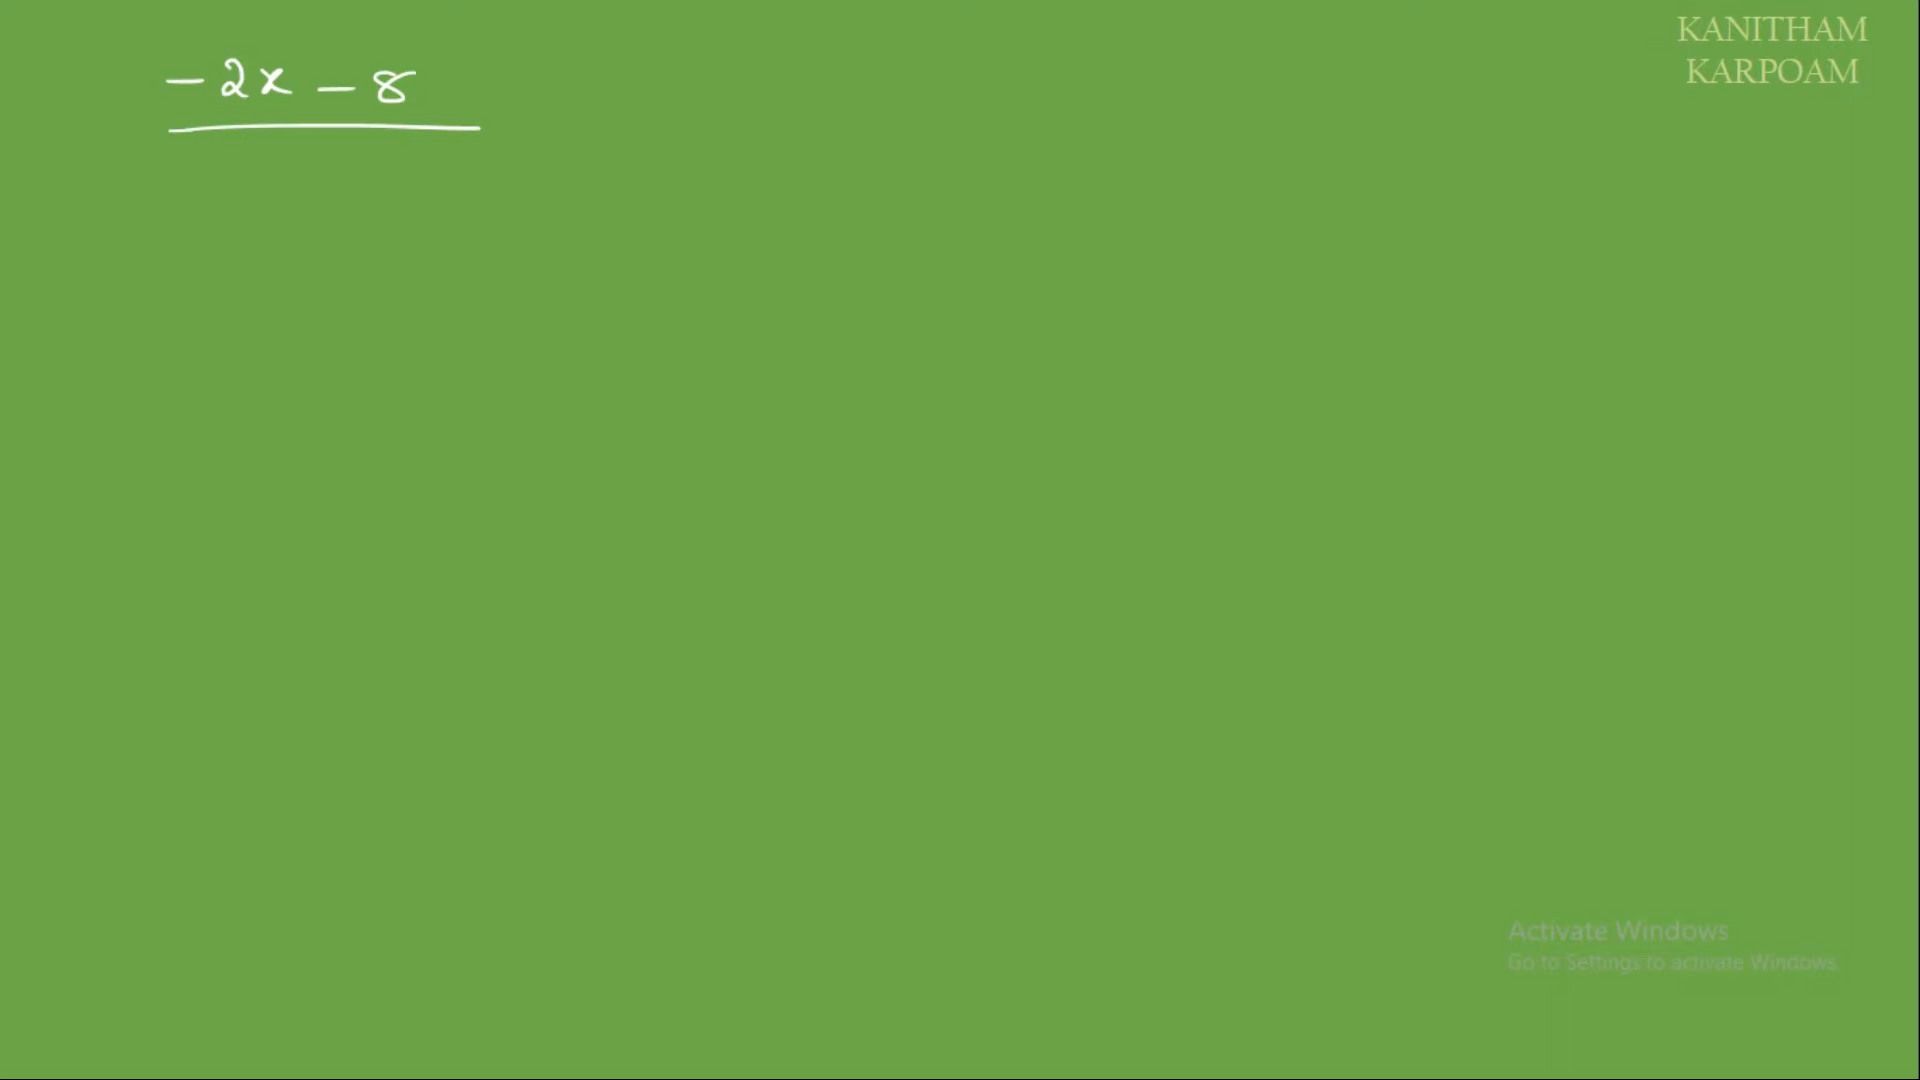 KANITHAM
KARPOAM
-2x - 8
Activate Windows
Go to Settings to activate Windows.